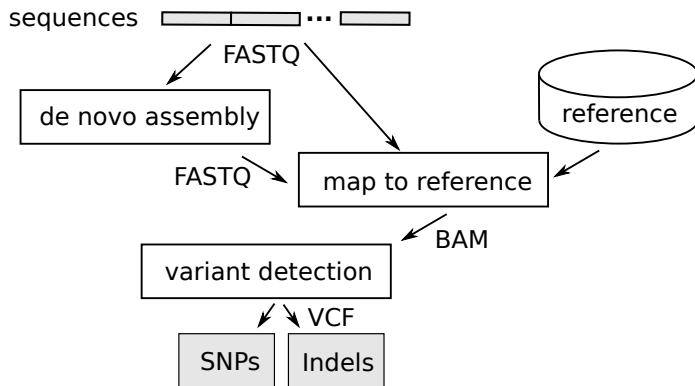 sequences ...
FASTQ
de novo assembly
reference
FASTQ
map to reference
BAM
variant detection
VCF
SNPs
Indels